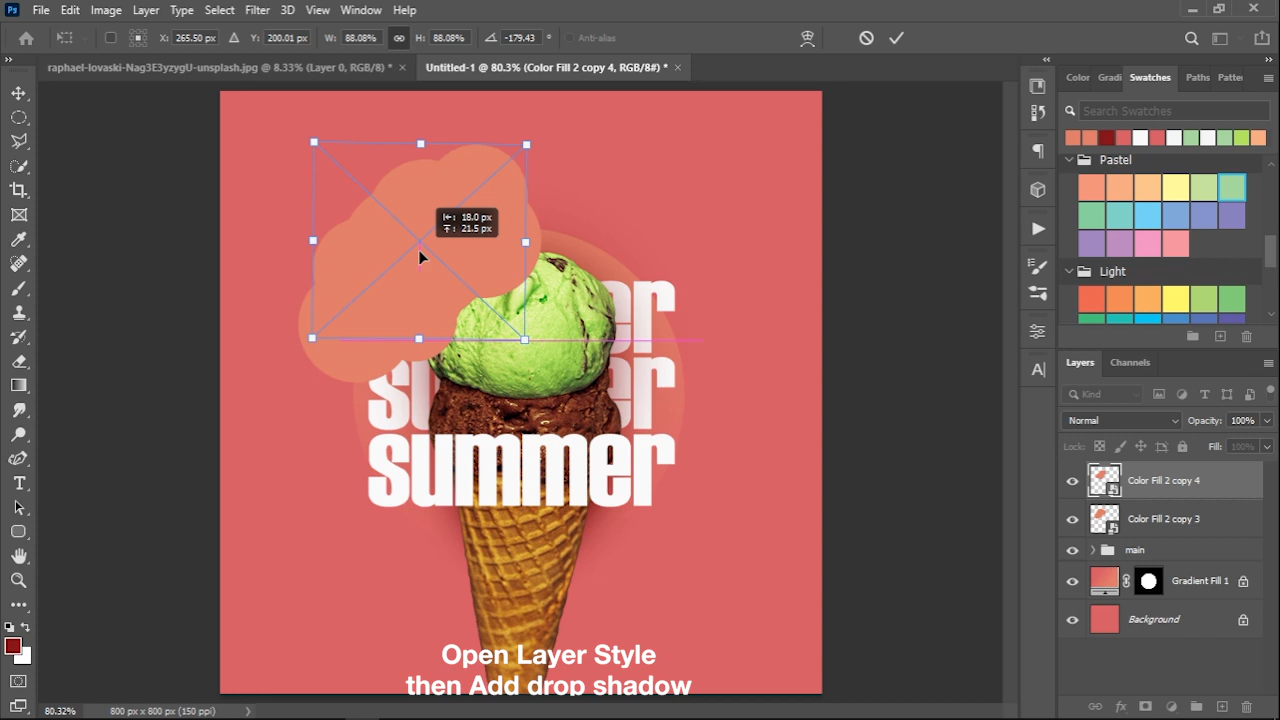 Ps File Edit Image Layer Type Select Filter 3D View Window Help
X: 265.50 px Y: 200.01 px W: 88.08% H: 88.08% -179.43 ° Anti-alias
raphael-lovaski-Nag3E3yzygU-unsplash.jpg @ 8.33% (Layer 0, RGB/8) * × Untitled-1 @ 80.3% (Color Fill 2 copy 4, RGB/8#) * ×
Color Gradi Swatches Paths Patte
Search Swatches
Pastel
Light
18.0 px
21.5 px
er
su er
summer
Open Layer Style
then Add drop shadow
Layers Channels
Kind
Normal Opacity: 100%
Lock: Fill: 100%
Color Fill 2 copy 4
Color Fill 2 copy 3
main
Gradient Fill 1
Background
80.32% 800 px x 800 px (150 ppi)